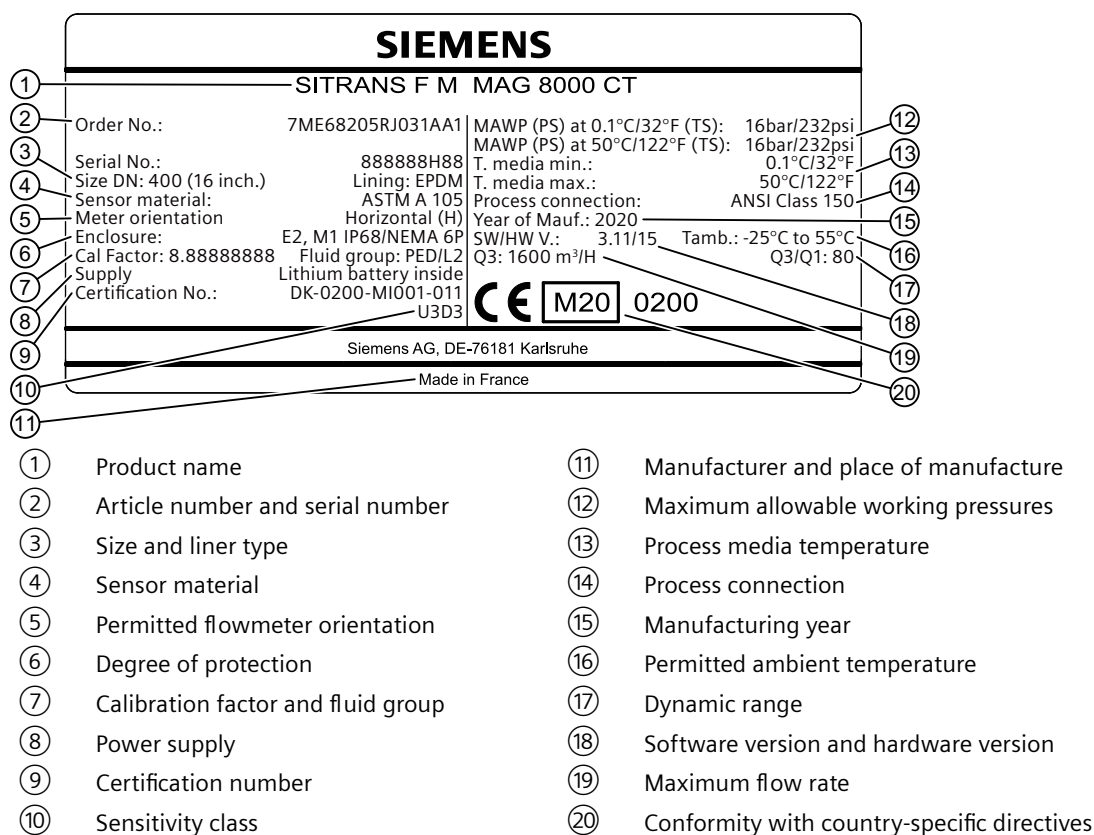 SIEMENS
① SITRANS F M MAG 8000 CT
② Order No.: 7ME68205RJ031AA1
Serial No.: 888888H88
③ Size DN: 400 (16 inch.) Lining: EPDM
④ Sensor material: ASTM A 105
⑤ Meter orientation Horizontal (H)
⑥ Enclosure: E2, M1 IP68/NEMA 6P
⑦ Cal Factor: 8.88888888 Fluid group: PED/L2
⑧ Supply Lithium battery inside
⑨ Certification No.: DK-0200-MI001-011
⑩ U3D3
MAWP (PS) at 0.1°C/32°F (TS): 16bar/232psi ⑫
MAWP (PS) at 50°C/122°F (TS): 16bar/232psi
T. media min.: 0.1°C/32°F ⑬
T. media max.: 50°C/122°F
Process connection: ANSI Class 150 ⑭
Year of Mauf.: 2020 ⑮
SW/HW V.: 3.11/15 Tamb.: -25°C to 55°C ⑯
Q3: 1600 m³/H Q3/Q1: 80 ⑰
⑱
⑲
CE M20 0200 ⑳
Siemens AG, DE-76181 Karlsruhe
⑪ Made in France
① Product name
② Article number and serial number
③ Size and liner type
④ Sensor material
⑤ Permitted flowmeter orientation
⑥ Degree of protection
⑦ Calibration factor and fluid group
⑧ Power supply
⑨ Certification number
⑩ Sensitivity class
⑪ Manufacturer and place of manufacture
⑫ Maximum allowable working pressures
⑬ Process media temperature
⑭ Process connection
⑮ Manufacturing year
⑯ Permitted ambient temperature
⑰ Dynamic range
⑱ Software version and hardware version
⑲ Maximum flow rate
⑳ Conformity with country-specific directives